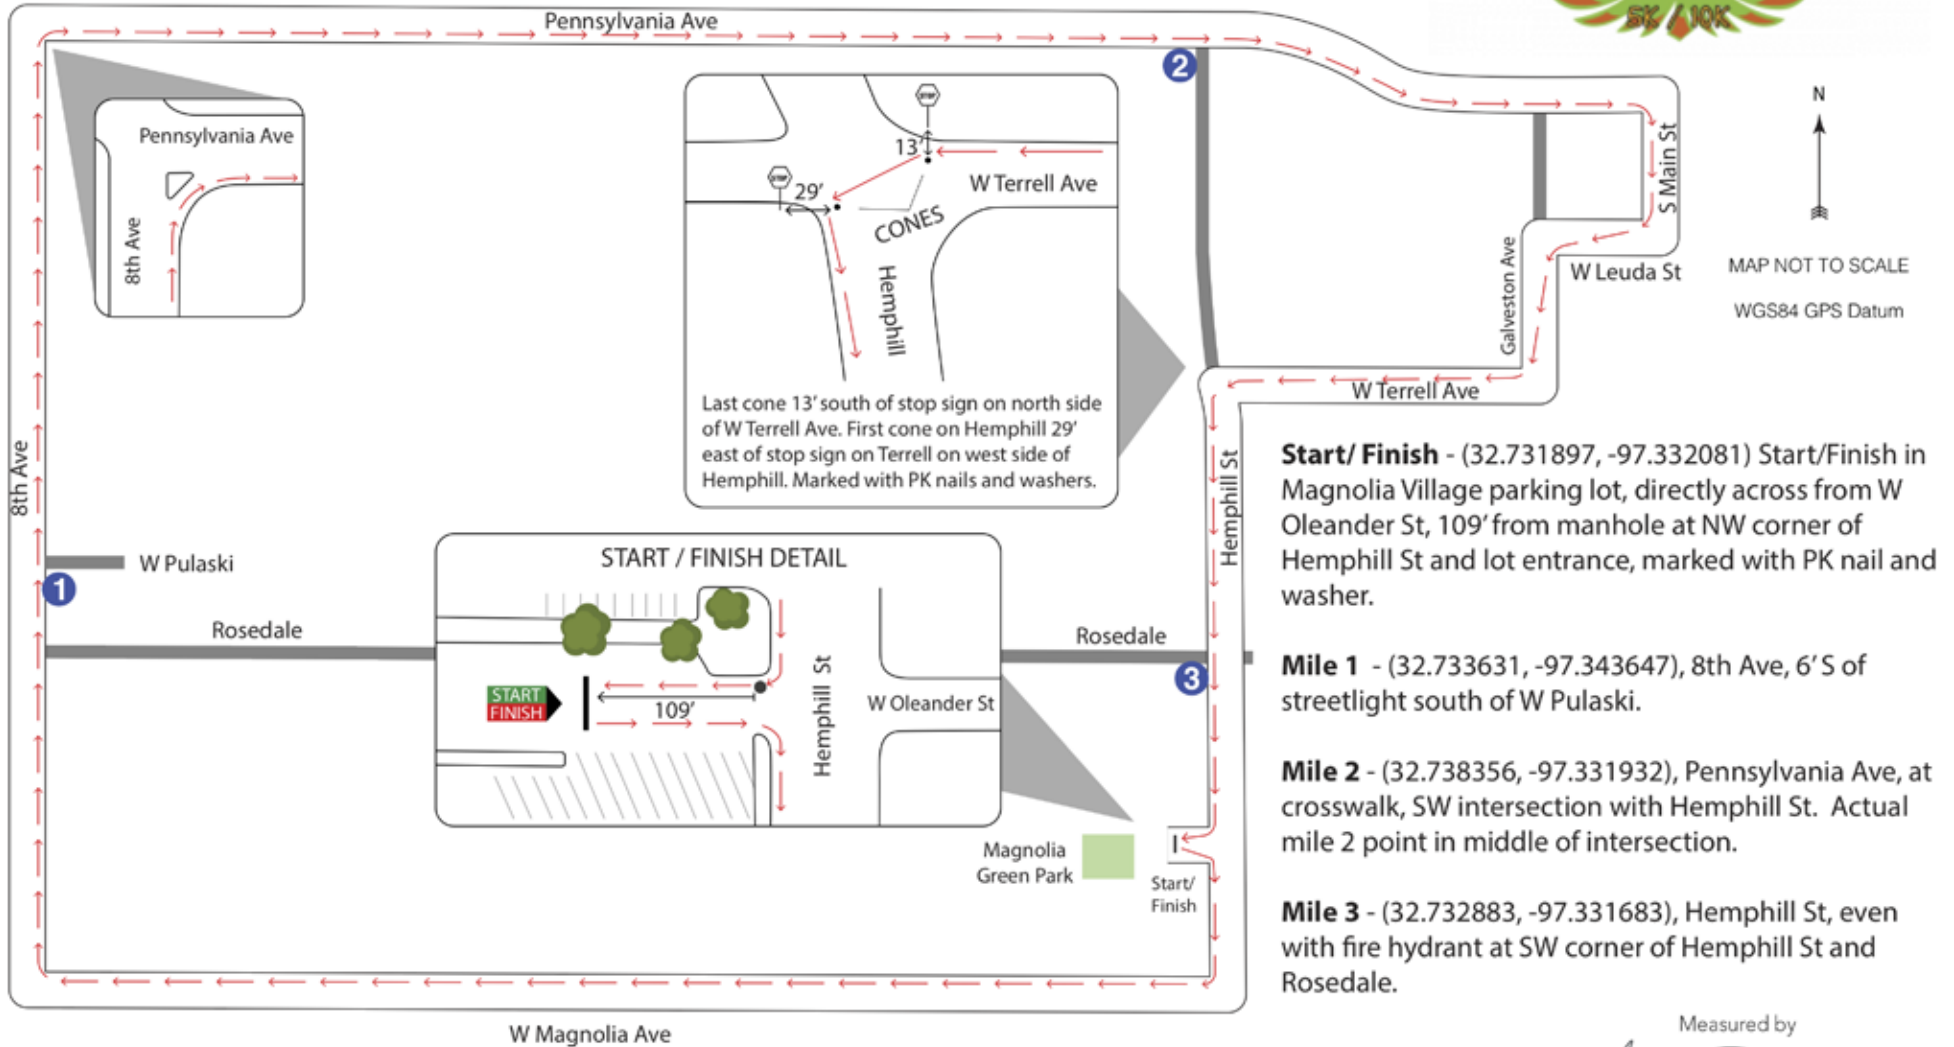 5K / 10K
Pennsylvania Ave
2
N
Pennsylvania Ave
8th Ave
STOP
13'
STOP
29'
W Terrell Ave
CONES
Hemphill
Last cone 13' south of stop sign on north side
of W Terrell Ave. First cone on Hemphill 29'
east of stop sign on Terrell on west side of
Hemphill. Marked with PK nails and washers.
S Main St
W Leuda St
Galveston Ave
W Terrell Ave
MAP NOT TO SCALE
WGS84 GPS Datum
8th Ave
Hemphill St
W Pulaski
1
Rosedale
START / FINISH DETAIL
START
FINISH
109'
Hemphill St
W Oleander St
Rosedale
3
Magnolia
Green Park
Start/
Finish
W Magnolia Ave
Start/ Finish - (32.731897, -97.332081) Start/Finish in
Magnolia Village parking lot, directly across from W
Oleander St, 109' from manhole at NW corner of
Hemphill St and lot entrance, marked with PK nail and
washer.
Mile 1 - (32.733631, -97.343647), 8th Ave, 6' S of
streetlight south of W Pulaski.
Mile 2 - (32.738356, -97.331932), Pennsylvania Ave, at
crosswalk, SW intersection with Hemphill St. Actual
mile 2 point in middle of intersection.
Mile 3 - (32.732883, -97.331683), Hemphill St, even
with fire hydrant at SW corner of Hemphill St and
Rosedale.
Measured by